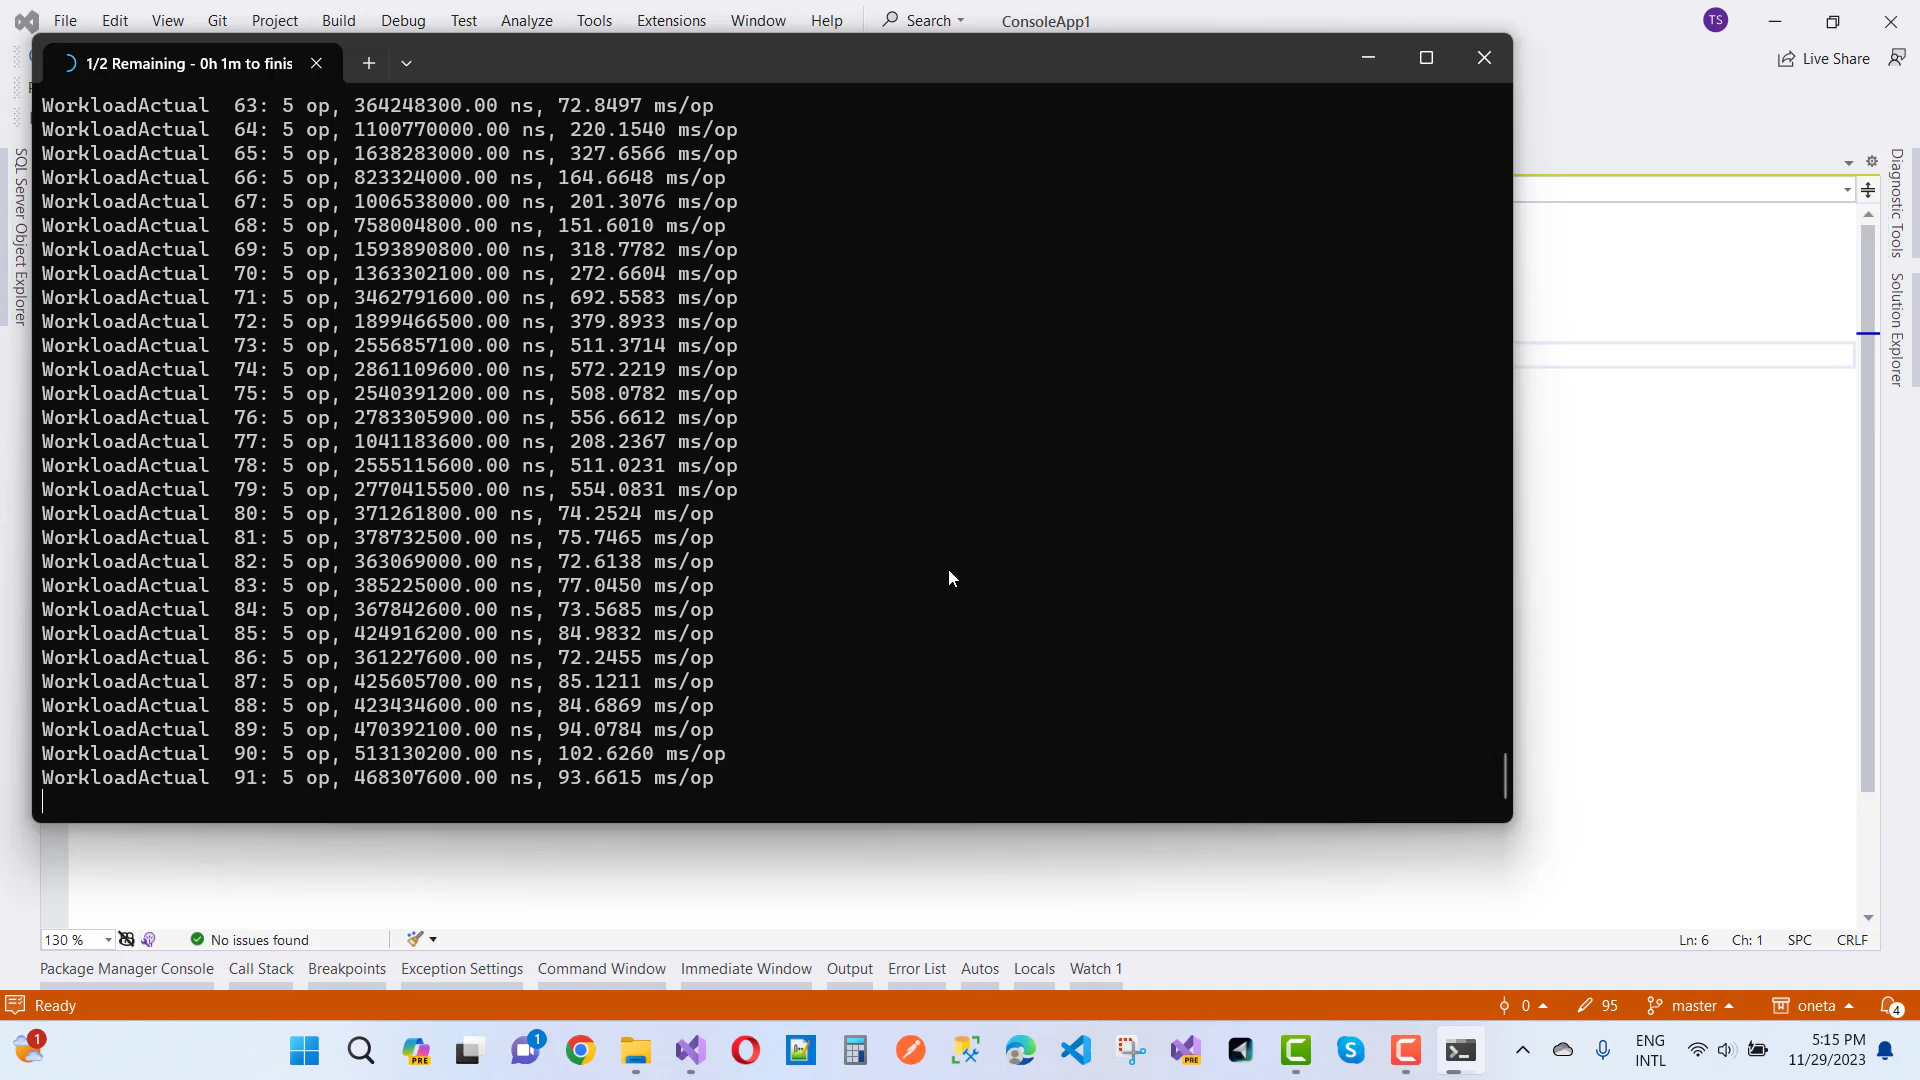 File Edit View Git Project Build Debug Test Analyze Tools Extensions Window Help Search ConsoleApp1 TS
1/2 Remaining - 0h 1m to finis
Live Share
WorkloadActual  63: 5 op, 364248300.00 ns, 72.8497 ms/op
WorkloadActual  64: 5 op, 1100770000.00 ns, 220.1540 ms/op
WorkloadActual  65: 5 op, 1638283000.00 ns, 327.6566 ms/op
WorkloadActual  66: 5 op, 823324000.00 ns, 164.6648 ms/op
WorkloadActual  67: 5 op, 1006538000.00 ns, 201.3076 ms/op
WorkloadActual  68: 5 op, 758004800.00 ns, 151.6010 ms/op
WorkloadActual  69: 5 op, 1593890800.00 ns, 318.7782 ms/op
WorkloadActual  70: 5 op, 1363302100.00 ns, 272.6604 ms/op
WorkloadActual  71: 5 op, 3462791600.00 ns, 692.5583 ms/op
WorkloadActual  72: 5 op, 1899466500.00 ns, 379.8933 ms/op
WorkloadActual  73: 5 op, 2556857100.00 ns, 511.3714 ms/op
WorkloadActual  74: 5 op, 2861109600.00 ns, 572.2219 ms/op
WorkloadActual  75: 5 op, 2540391200.00 ns, 508.0782 ms/op
WorkloadActual  76: 5 op, 2783305900.00 ns, 556.6612 ms/op
WorkloadActual  77: 5 op, 1041183600.00 ns, 208.2367 ms/op
WorkloadActual  78: 5 op, 2555115600.00 ns, 511.0231 ms/op
WorkloadActual  79: 5 op, 2770415500.00 ns, 554.0831 ms/op
WorkloadActual  80: 5 op, 371261800.00 ns, 74.2524 ms/op
WorkloadActual  81: 5 op, 378732500.00 ns, 75.7465 ms/op
WorkloadActual  82: 5 op, 363069000.00 ns, 72.6138 ms/op
WorkloadActual  83: 5 op, 385225000.00 ns, 77.0450 ms/op
WorkloadActual  84: 5 op, 367842600.00 ns, 73.5685 ms/op
WorkloadActual  85: 5 op, 424916200.00 ns, 84.9832 ms/op
WorkloadActual  86: 5 op, 361227600.00 ns, 72.2455 ms/op
WorkloadActual  87: 5 op, 425605700.00 ns, 85.1211 ms/op
WorkloadActual  88: 5 op, 423434600.00 ns, 84.6869 ms/op
WorkloadActual  89: 5 op, 470392100.00 ns, 94.0784 ms/op
WorkloadActual  90: 5 op, 513130200.00 ns, 102.6260 ms/op
WorkloadActual  91: 5 op, 468307600.00 ns, 93.6615 ms/op
SQL Server Object Explorer
Diagnostic Tools
Solution Explorer
130 % No issues found Ln: 6 Ch: 1 SPC CRLF
Package Manager Console Call Stack Breakpoints Exception Settings Command Window Immediate Window Output Error List Autos Locals Watch 1
Ready 0 95 master oneta 4
1 PRE 1 PRE ENG 5:15 PM
INTL 11/29/2023